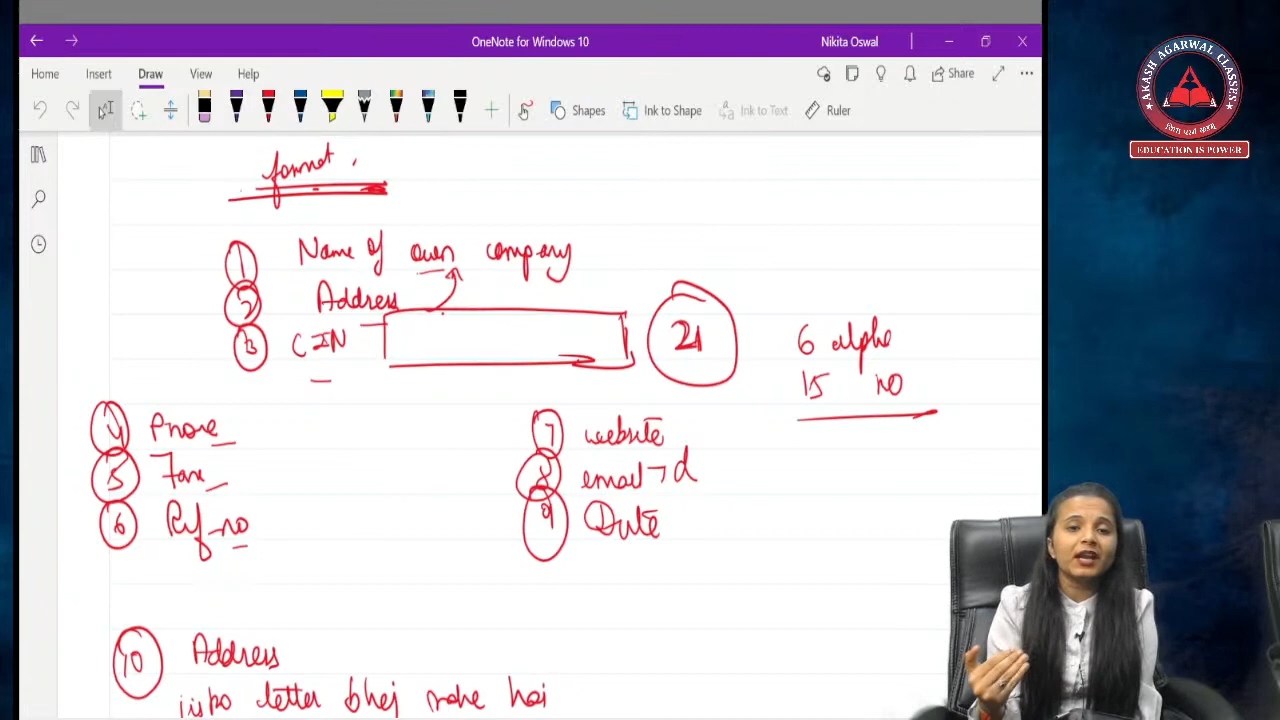 OneNote for Windows 10
Nikita Oswal
Home Insert Draw View Help
Share
Shapes Ink to Shape Ink to Text Ruler
AKASH AGARWAL CLASSES
EDUCATION IS POWER
format.
1 Name of own company
2 Address
3 CIN 21
6 alpha
15 no
4 Phone
5 Fax
6 Ref no
7 website
8 email id
9 Date
10 Address
letter bhej rahe hai